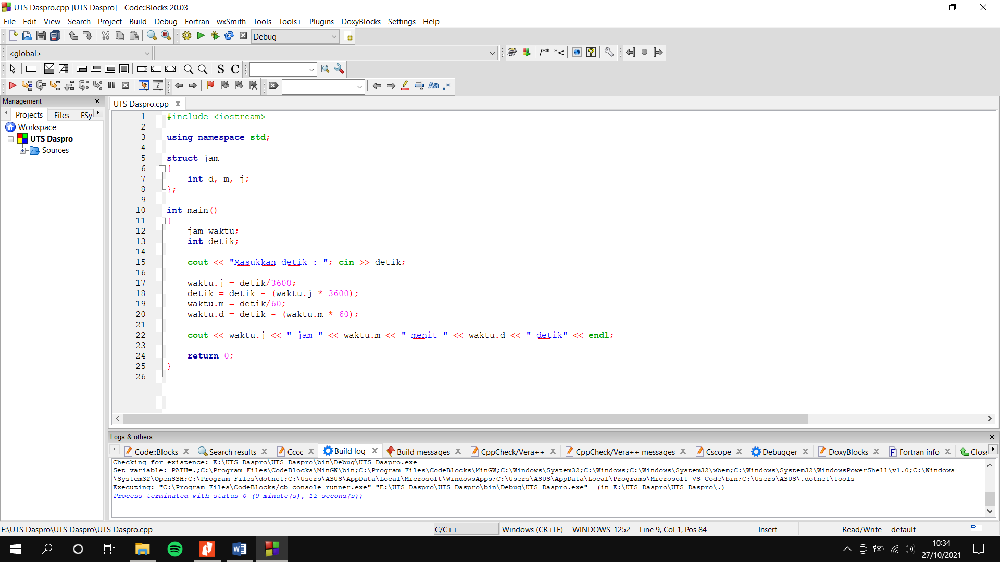 UTS Daspro.cpp [UTS Daspro] - Code::Blocks 20.03
File Edit View Search Project Build Debug Fortran wxSmith Tools Tools+ Plugins DoxyBlocks Settings Help
Debug
<global>
/** *<
S C
Aa .*
Management
Projects Files FSy
Workspace
UTS Daspro
Sources
UTS Daspro.cpp
1 #include <iostream>
2
3 using namespace std;
4
5 struct jam
6 {
7 int d, m, j;
8 };
9
10 int main()
11 {
12 jam waktu;
13 int detik;
14
15 cout << "Masukkan detik : "; cin >> detik;
16
17 waktu.j = detik/3600;
18 detik = detik - (waktu.j * 3600);
19 waktu.m = detik/60;
20 waktu.d = detik - (waktu.m * 60);
21
22 cout << waktu.j << " jam " << waktu.m << " menit " << waktu.d << " detik" << endl;
23
24 return 0;
25 }
26
Logs & others
Code::Blocks Search results Cccc Build log Build messages CppCheck/Vera++ CppCheck/Vera++ messages Cscope Debugger DoxyBlocks Fortran info Close
Checking for existence: E:\UTS Daspro\UTS Daspro\bin\Debug\UTS Daspro.exe
Set variable: PATH=.;C:\Program Files\CodeBlocks\MinGW\bin;C:\Program Files\CodeBlocks\MinGW;C:\Windows\System32;C:\Windows;C:\Windows\System32\wbem;C:\Windows\System32\WindowsPowerShell\v1.0;C:\Windows
\System32\OpenSSH;C:\Program Files\dotnet;C:\Users\ASUS\AppData\Local\Microsoft\WindowsApps;C:\Users\ASUS\AppData\Local\Programs\Microsoft VS Code\bin;C:\Users\ASUS\.dotnet\tools
Executing: "C:\Program Files\CodeBlocks/cb_console_runner.exe" "E:\UTS Daspro\UTS Daspro\bin\Debug\UTS Daspro.exe" (in E:\UTS Daspro\UTS Daspro\.)
Process terminated with status 0 (0 minute(s), 12 second(s))
E:\UTS Daspro\UTS Daspro\UTS Daspro.cpp C/C++ Windows (CR+LF) WINDOWS-1252 Line 9, Col 1, Pos 84 Insert Read/Write default
10:34
27/10/2021